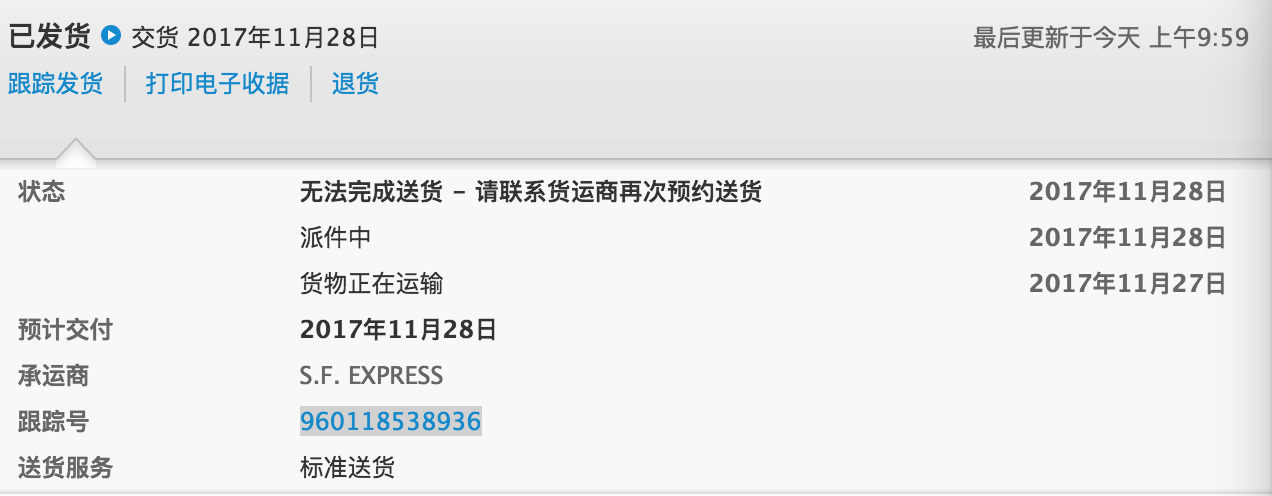 已发货 交货 2017年11月28日 最后更新于今天 上午9:59
跟踪发货 打印电子收据 退货
状态 无法完成送货 – 请联系货运商再次预约送货 2017年11月28日
派件中 2017年11月28日
货物正在运输 2017年11月27日
预计交付 2017年11月28日
承运商 S.F. EXPRESS
跟踪号 960118538936
送货服务 标准送货